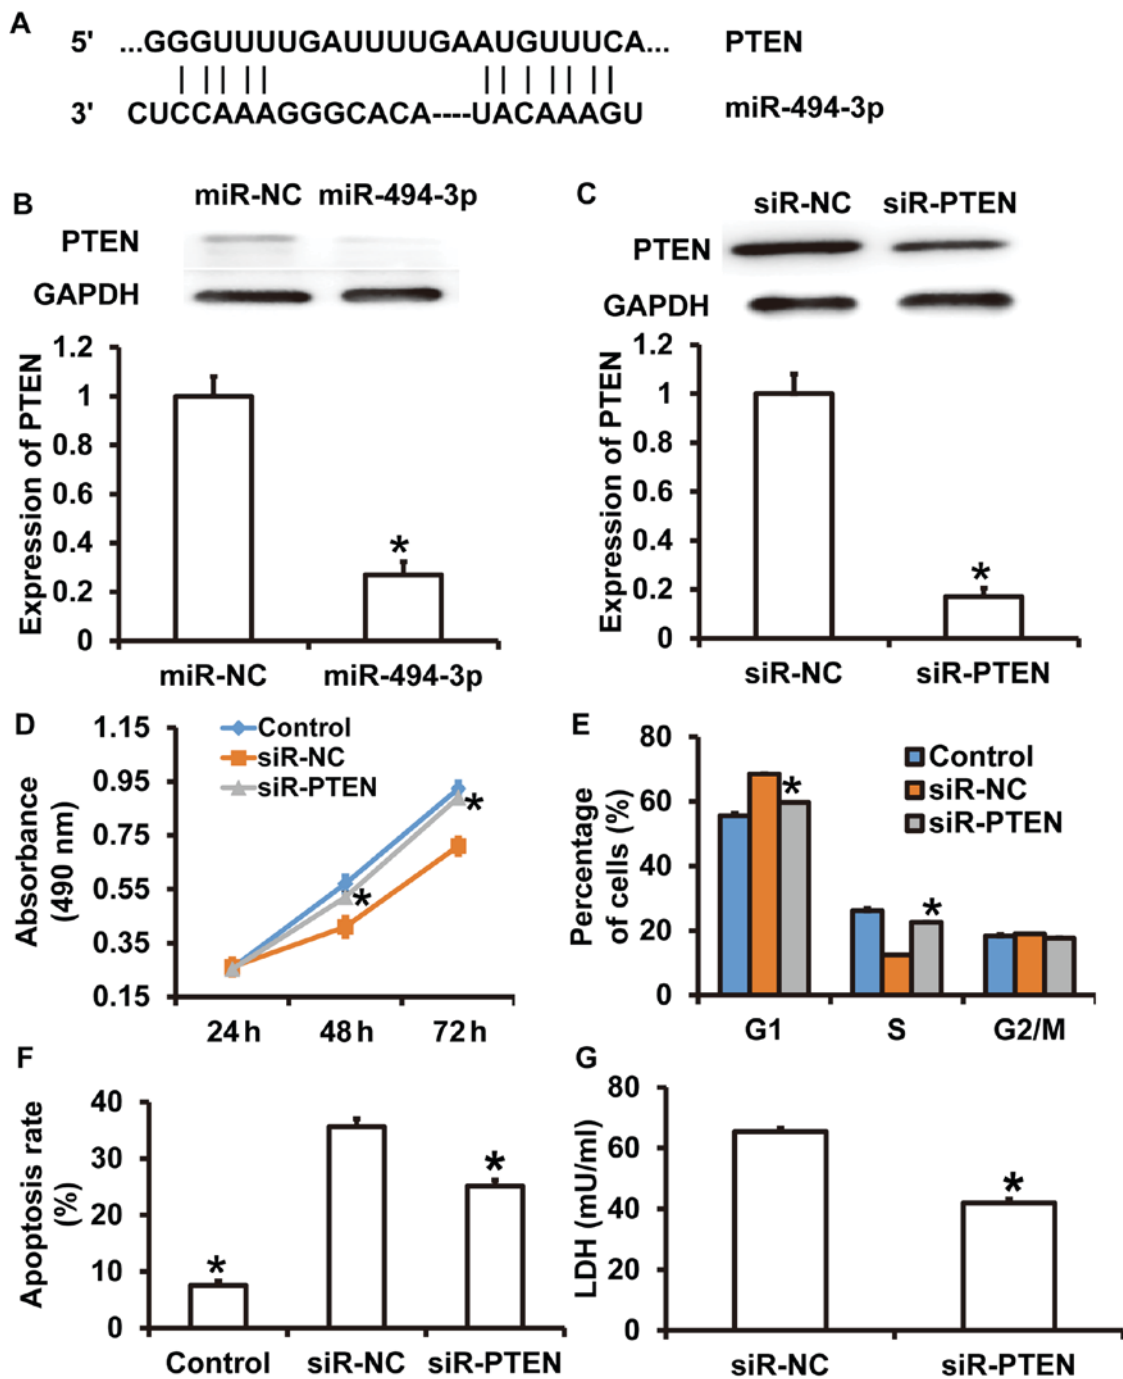 A
5' ...GGGUUUUGAUUUUGAAUGUUUCA... PTEN
3' CUCCAAAGGGCACA----UACAAAGU miR-494-3p
B
miR-NC miR-494-3p
PTEN
GAPDH
Expression of PTEN
1.2
1
0.8
0.6
0.4
0.2
0
*
miR-NC miR-494-3p
C
siR-NC siR-PTEN
PTEN
GAPDH
Expression of PTEN
1.2
1
0.8
0.6
0.4
0.2
0
*
siR-NC siR-PTEN
D
Absorbance
(490 nm)
1.15
0.95
0.75
0.55
0.35
0.15
Control
siR-NC
siR-PTEN
*
*
24 h 48 h 72 h
E
Percentage
of cells (%)
80
60
40
20
0
Control
siR-NC
siR-PTEN
*
*
G1 S G2/M
F
Apoptosis rate
(%)
40
30
20
10
0
*
*
Control siR-NC siR-PTEN
G
LDH (mU/ml)
80
60
40
20
0
*
siR-NC siR-PTEN